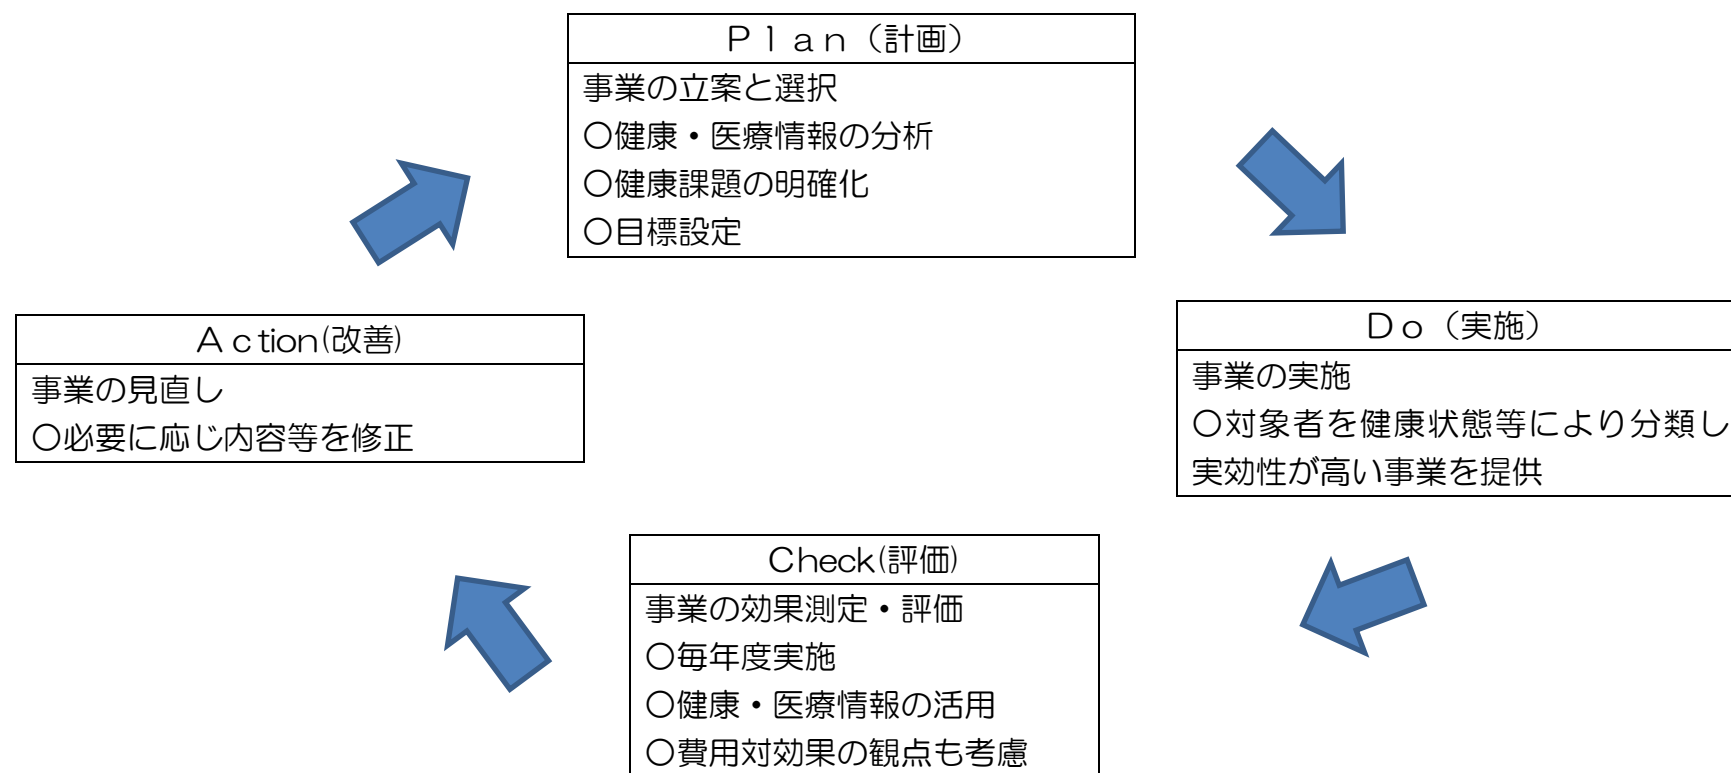 Ｐｌａｎ（計画）
事業の立案と選択
○健康・医療情報の分析
○健康課題の明確化
○目標設定
Ｄｏ（実施）
事業の実施
○対象者を健康状態等により分類し
実効性が高い事業を提供
Check(評価)
事業の効果測定・評価
○毎年度実施
○健康・医療情報の活用
○費用対効果の観点も考慮
Ａｃtion(改善)
事業の見直し
○必要に応じ内容等を修正